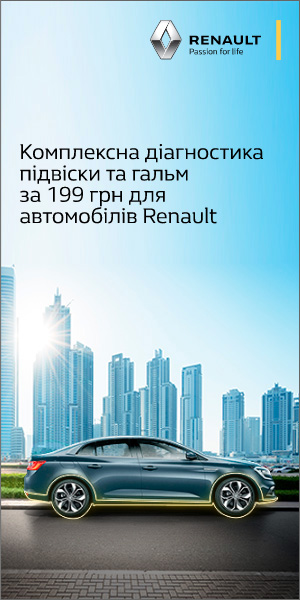 RENAULT
Passion for life
Комплексна діагностика
підвіски та гальм
за 199 грн для
автомобілів Renault